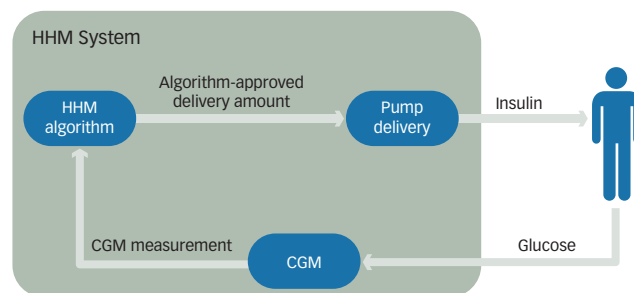 HHM System
Algorithm-approved
delivery amount
HHM
algorithm
Pump
delivery
Insulin
CGM measurement
CGM
Glucose